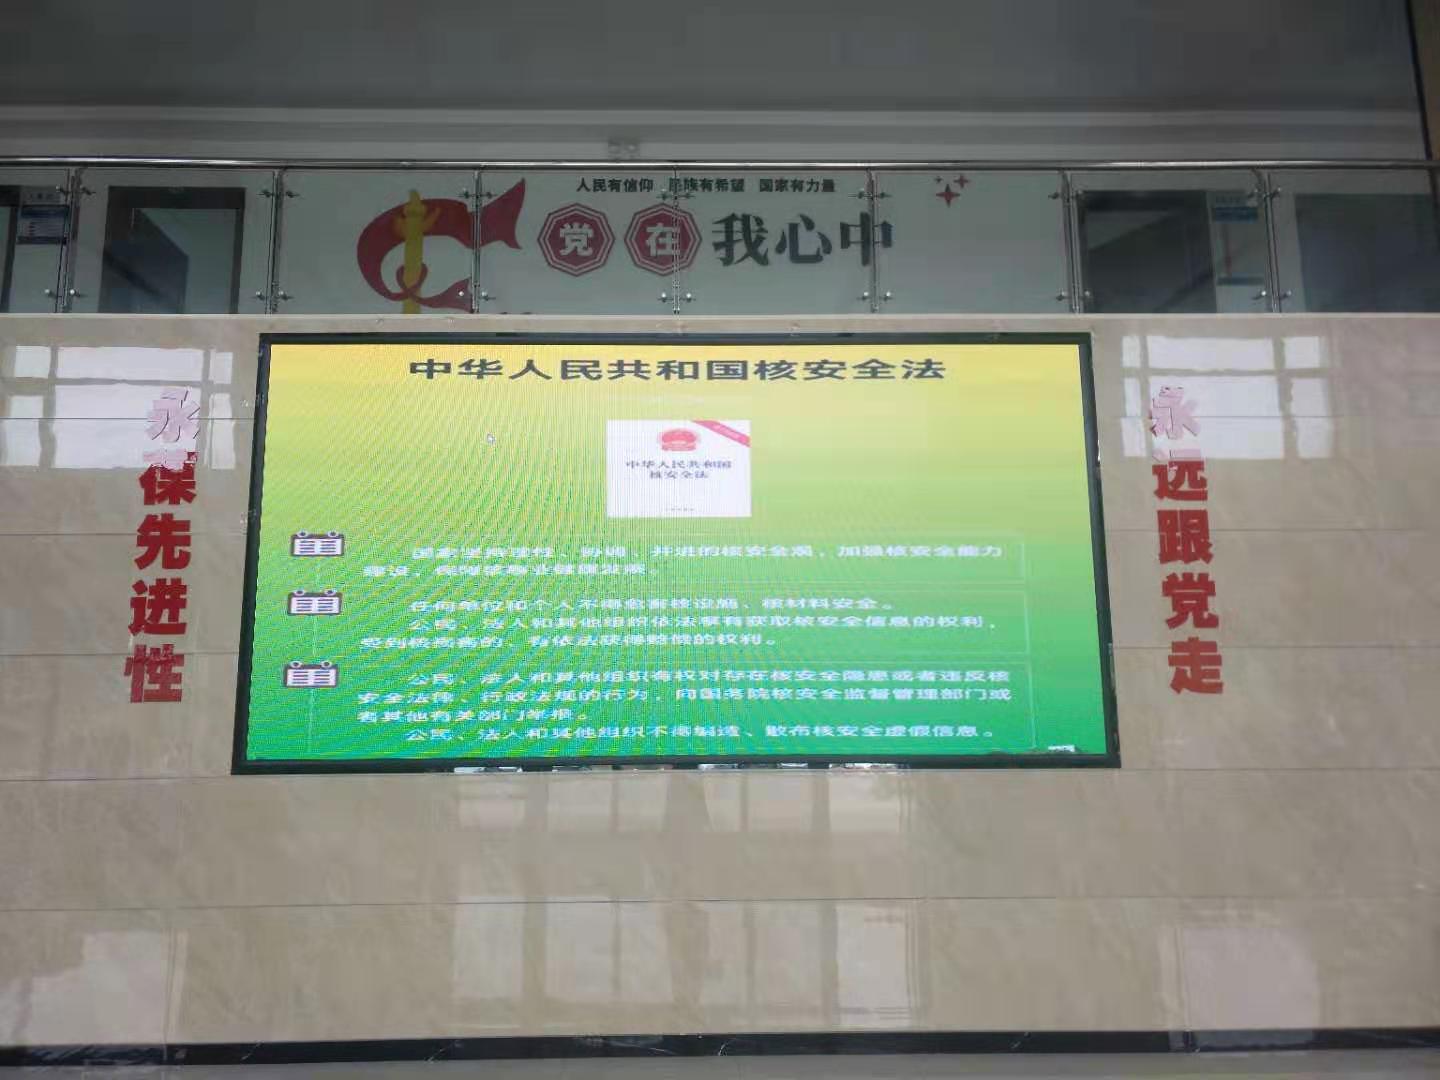 人民有信仰 民族有希望 国家有力量
党在我心中
永保先进性
中华人民共和国核安全法
中华人民共和国
核安全法
国家坚持理性、协调、并进的核安全观，加强核安全能力
建设，保障核事业健康发展。
任何单位和个人不得危害核设施、核材料安全。
公民、法人和其他组织依法享有获取核安全信息的权利，
受到核损害的，有依法获得赔偿的权利。
公民、法人和其他组织有权对存在核安全隐患或者违反核
安全法律、行政法规的行为，向国务院核安全监督管理部门或
者其他有关部门举报。
公民、法人和其他组织不得编造、散布核安全虚假信息。
永远跟党走